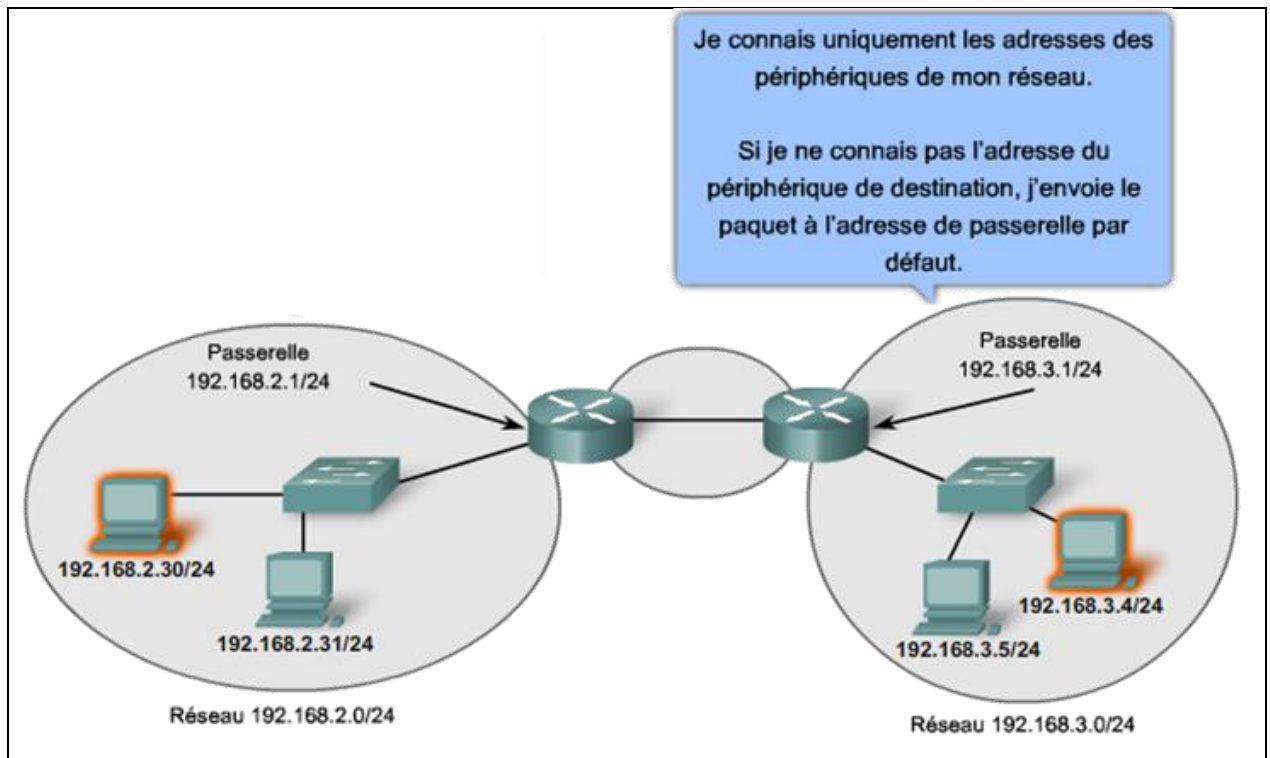 Je connais uniquement les adresses des
périphériques de mon réseau.
Si je ne connais pas l'adresse du
périphérique de destination, j'envoie le
paquet à l'adresse de passerelle par
défaut.
Passerelle
192.168.2.1/24
Passerelle
192.168.3.1/24
192.168.2.30/24
192.168.2.31/24
192.168.3.4/24
192.168.3.5/24
Réseau 192.168.2.0/24
Réseau 192.168.3.0/24